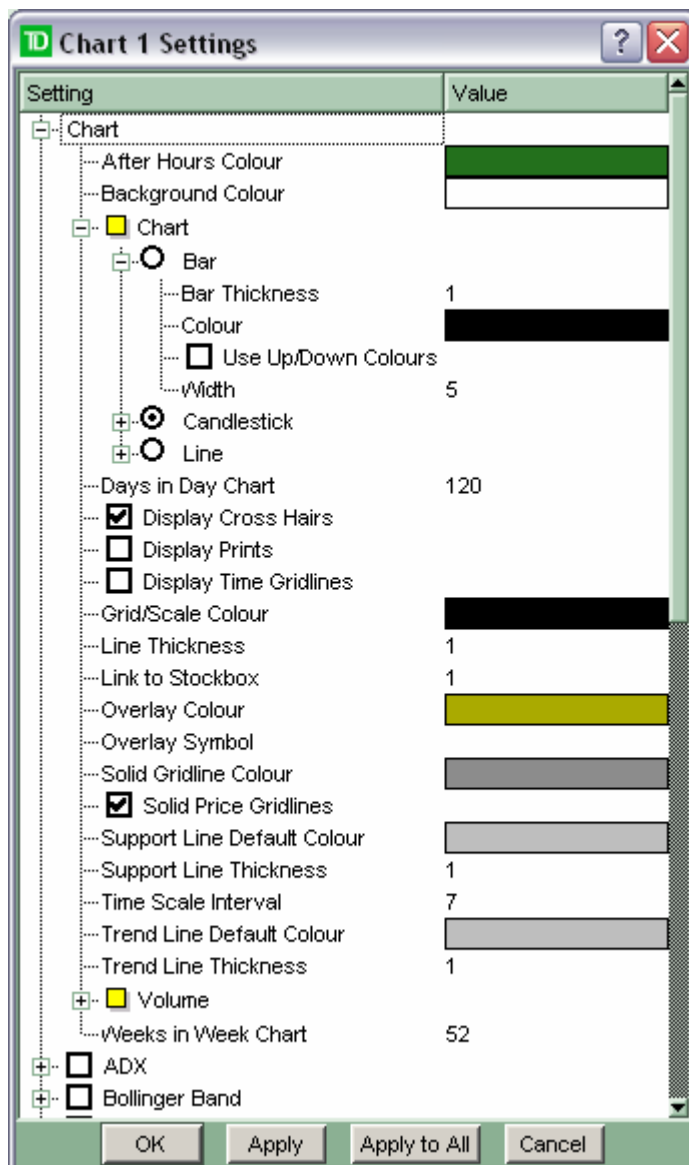 TD Chart 1 Settings ?
Setting Value
Chart
After Hours Colour
Background Colour
Chart
Bar
Bar Thickness 1
Colour
Use Up/Down Colours
Width 5
Candlestick
Line
Days in Day Chart 120
Display Cross Hairs
Display Prints
Display Time Gridlines
Grid/Scale Colour
Line Thickness 1
Link to Stockbox 1
Overlay Colour
Overlay Symbol
Solid Gridline Colour
Solid Price Gridlines
Support Line Default Colour
Support Line Thickness 1
Time Scale Interval 7
Trend Line Default Colour
Trend Line Thickness 1
Volume
Weeks in Week Chart 52
ADX
Bollinger Band
OK Apply Apply to All Cancel